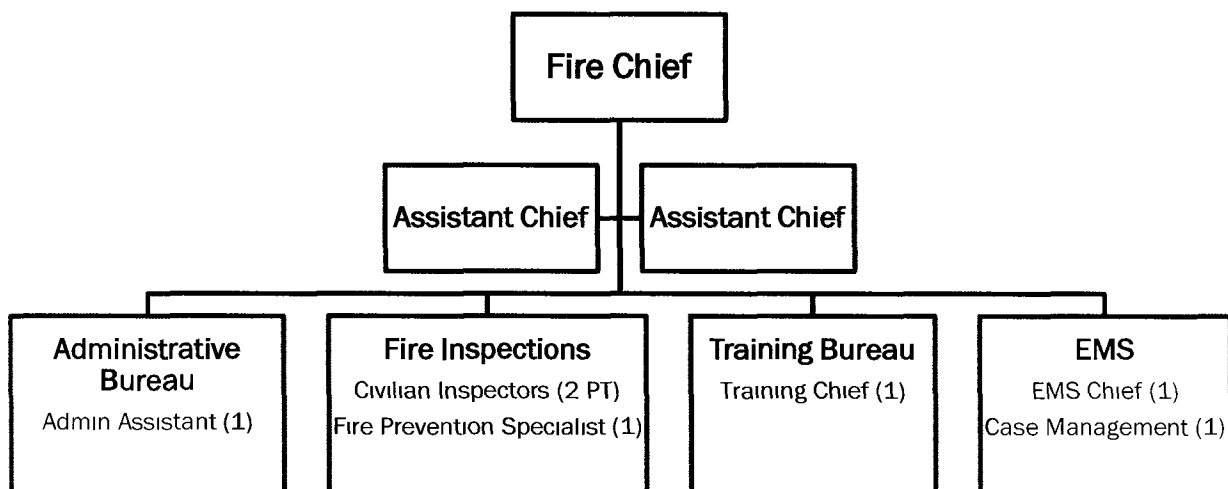 Fire Chief
Assistant Chief
Assistant Chief
Administrative
Bureau
Admin Assistant (1)
Fire Inspections
Civilian Inspectors (2 PT)
Fire Prevention Specialist (1)
Training Bureau
Training Chief (1)
EMS
EMS Chief (1)
Case Management (1)